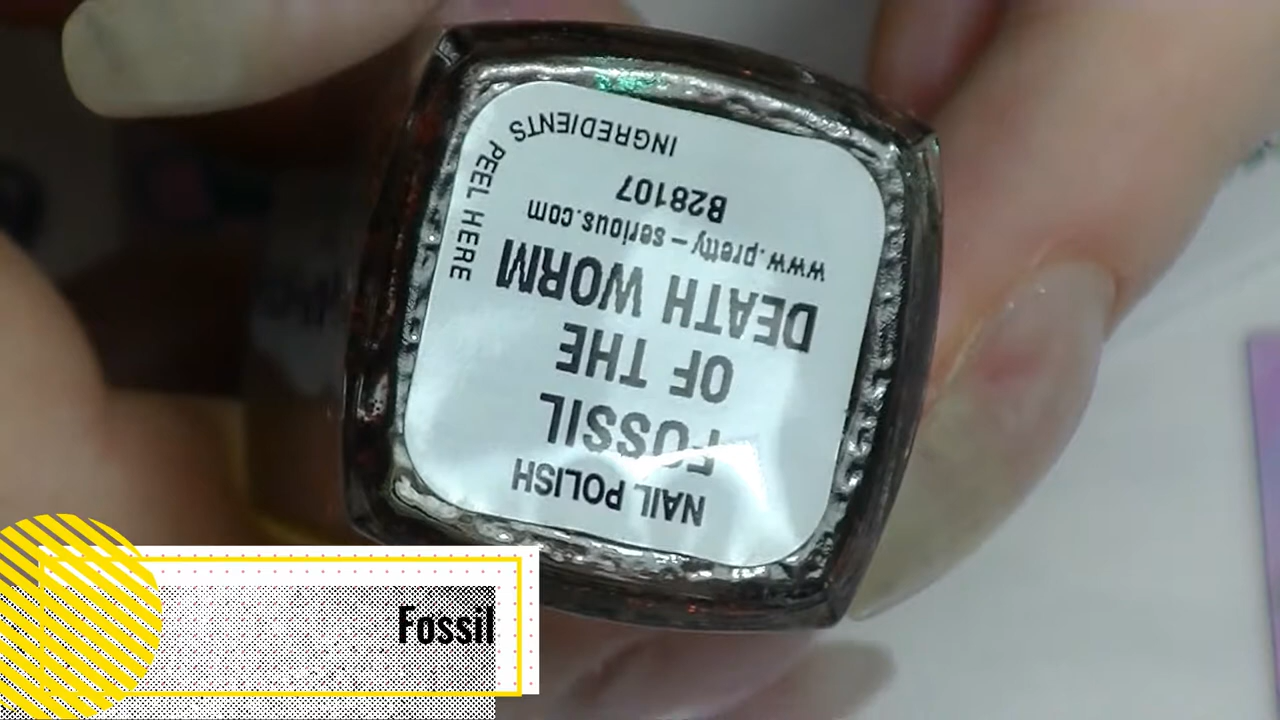 NAIL POLISH
FOSSIL
OF THE
DEATH WORM
www.pretty-serious.com
B28107
INGREDIENTS PEEL HERE
Fossil